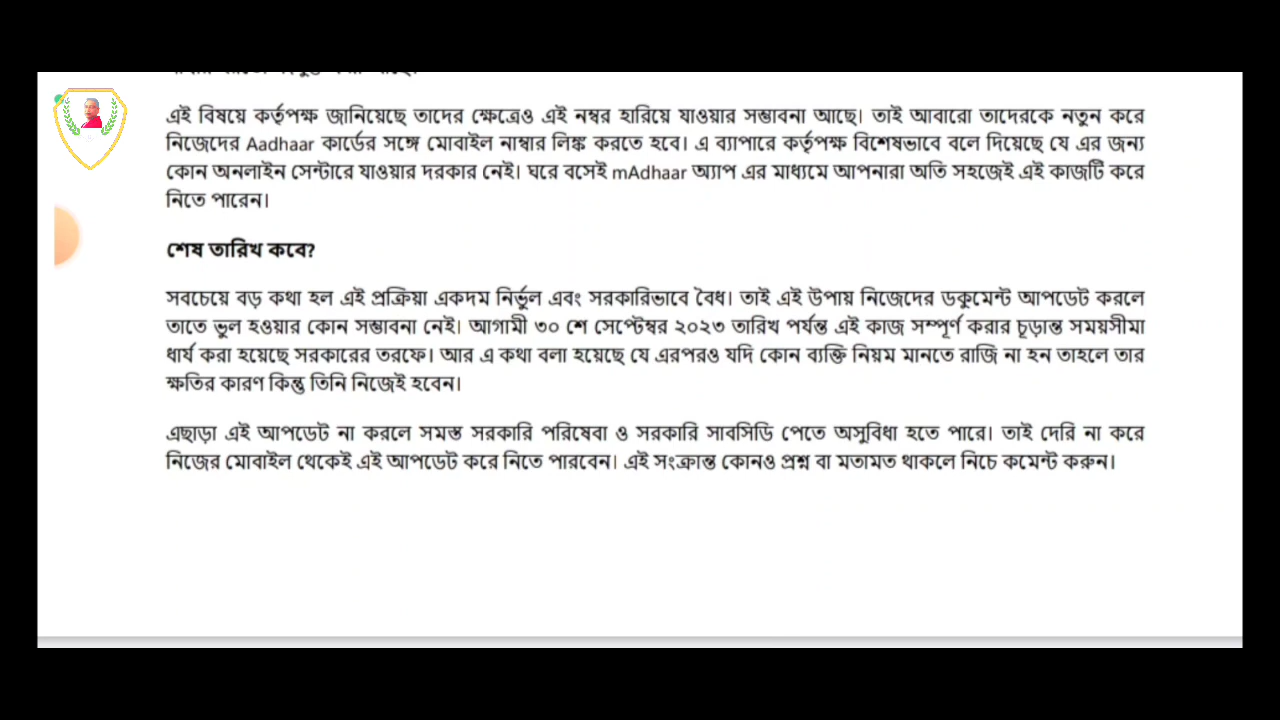 এই বিষয়ে কর্তৃপক্ষ জানিয়েছে তাদের ক্ষেত্রেও এই নম্বর হারিয়ে যাওয়ার সম্ভাবনা আছে। তাই আবারো তাদেরকে নতুন করে
নিজেদের Aadhaar কার্ডের সঙ্গে মোবাইল নাম্বার লিঙ্ক করতে হবে। এ ব্যাপারে কর্তৃপক্ষ বিশেষভাবে বলে দিয়েছে যে এর জন্য
কোন অনলাইন সেন্টারে যাওয়ার দরকার নেই। ঘরে বসেই mAdhaar অ্যাপ এর মাধ্যমে আপনারা অতি সহজেই এই কাজটি করে
নিতে পারেন।
শেষ তারিখ কবে?
সবচেয়ে বড় কথা হল এই প্রক্রিয়া একদম নির্ভুল এবং সরকারিভাবে বৈধ। তাই এই উপায় নিজেদের ডকুমেন্ট আপডেট করলে
তাতে ভুল হওয়ার কোন সম্ভাবনা নেই। আগামী ৩০ শে সেপ্টেম্বর ২০২৩ তারিখ পর্যন্ত এই কাজ সম্পূর্ণ করার চূড়ান্ত সময়সীমা
ধার্য করা হয়েছে সরকারের তরফে। আর এ কথা বলা হয়েছে যে এরপরও যদি কোন ব্যক্তি নিয়ম মানতে রাজি না হন তাহলে তার
ক্ষতির কারণ কিন্তু তিনি নিজেই হবেন।
এছাড়া এই আপডেট না করলে সমস্ত সরকারি পরিষেবা ও সরকারি সাবসিডি পেতে অসুবিধা হতে পারে। তাই দেরি না করে
নিজের মোবাইল থেকেই এই আপডেট করে নিতে পারবেন। এই সংক্রান্ত কোনও প্রশ্ন বা মতামত থাকলে নিচে কমেন্ট করুন।